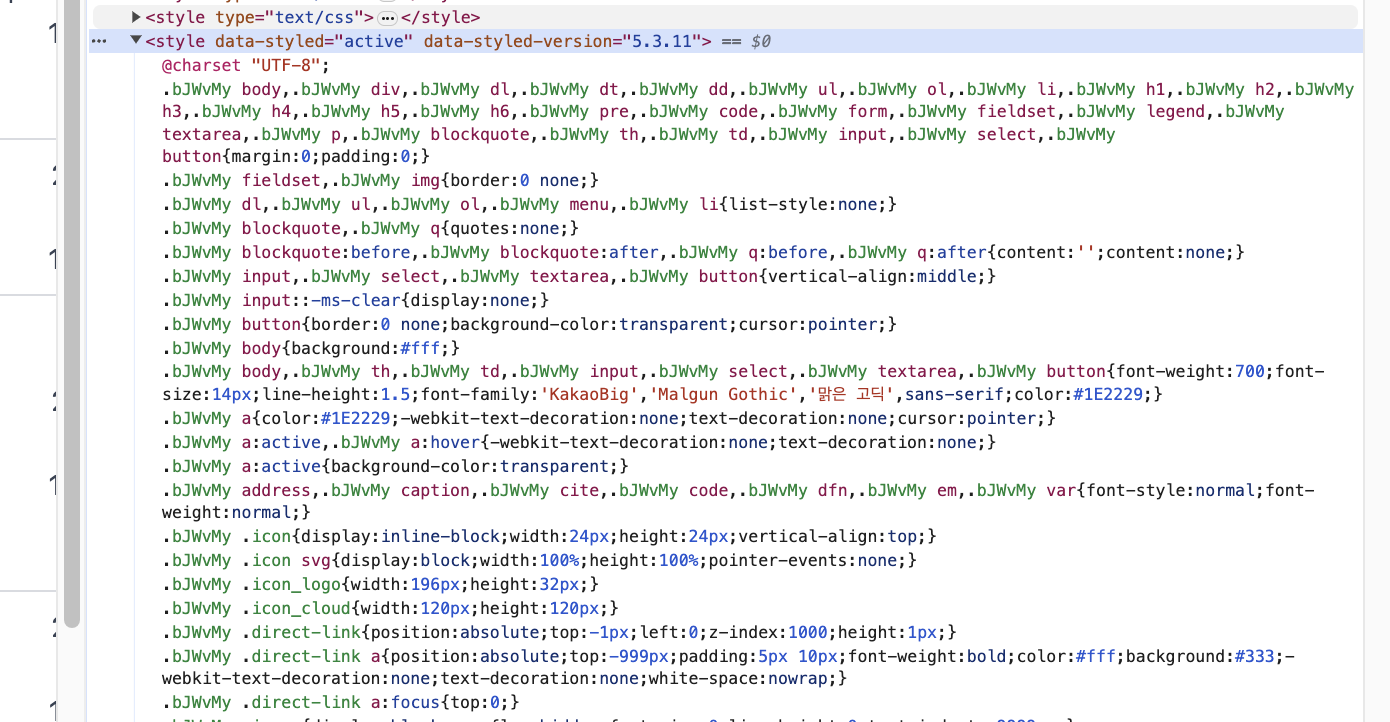 <style type="text/css"> … </style>
··· ▼<style data-styled="active" data-styled-version="5.3.11"> == $0
@charset "UTF-8";
.bJWvMy body,.bJWvMy div,.bJWvMy dl,.bJWvMy dt,.bJWvMy dd,.bJWvMy ul,.bJWvMy ol,.bJWvMy li,.bJWvMy h1,.bJWvMy h2,.bJWvMy
h3,.bJWvMy h4,.bJWvMy h5,.bJWvMy h6,.bJWvMy pre,.bJWvMy code,.bJWvMy form,.bJWvMy fieldset,.bJWvMy legend,.bJWvMy
textarea,.bJWvMy p,.bJWvMy blockquote,.bJWvMy th,.bJWvMy td,.bJWvMy input,.bJWvMy select,.bJWvMy
button{margin:0;padding:0;}
.bJWvMy fieldset,.bJWvMy img{border:0 none;}
.bJWvMy dl,.bJWvMy ul,.bJWvMy ol,.bJWvMy menu,.bJWvMy li{list-style:none;}
.bJWvMy blockquote,.bJWvMy q{quotes:none;}
.bJWvMy blockquote:before,.bJWvMy blockquote:after,.bJWvMy q:before,.bJWvMy q:after{content:'';content:none;}
.bJWvMy input,.bJWvMy select,.bJWvMy textarea,.bJWvMy button{vertical-align:middle;}
.bJWvMy input::-ms-clear{display:none;}
.bJWvMy button{border:0 none;background-color:transparent;cursor:pointer;}
.bJWvMy body{background:#fff;}
.bJWvMy body,.bJWvMy th,.bJWvMy td,.bJWvMy input,.bJWvMy select,.bJWvMy textarea,.bJWvMy button{font-weight:700;font-
size:14px;line-height:1.5;font-family:'KakaoBig','Malgun Gothic','맑은 고딕',sans-serif;color:#1E2229;}
.bJWvMy a{color:#1E2229;-webkit-text-decoration:none;text-decoration:none;cursor:pointer;}
.bJWvMy a:active,.bJWvMy a:hover{-webkit-text-decoration:none;text-decoration:none;}
.bJWvMy a:active{background-color:transparent;}
.bJWvMy address,.bJWvMy caption,.bJWvMy cite,.bJWvMy code,.bJWvMy dfn,.bJWvMy em,.bJWvMy var{font-style:normal;font-
weight:normal;}
.bJWvMy .icon{display:inline-block;width:24px;height:24px;vertical-align:top;}
.bJWvMy .icon svg{display:block;width:100%;height:100%;pointer-events:none;}
.bJWvMy .icon_logo{width:196px;height:32px;}
.bJWvMy .icon_cloud{width:120px;height:120px;}
.bJWvMy .direct-link{position:absolute;top:-1px;left:0;z-index:1000;height:1px;}
.bJWvMy .direct-link a{position:absolute;top:-999px;padding:5px 10px;font-weight:bold;color:#fff;background:#333;-
webkit-text-decoration:none;text-decoration:none;white-space:nowrap;}
.bJWvMy .direct-link a:focus{top:0;}